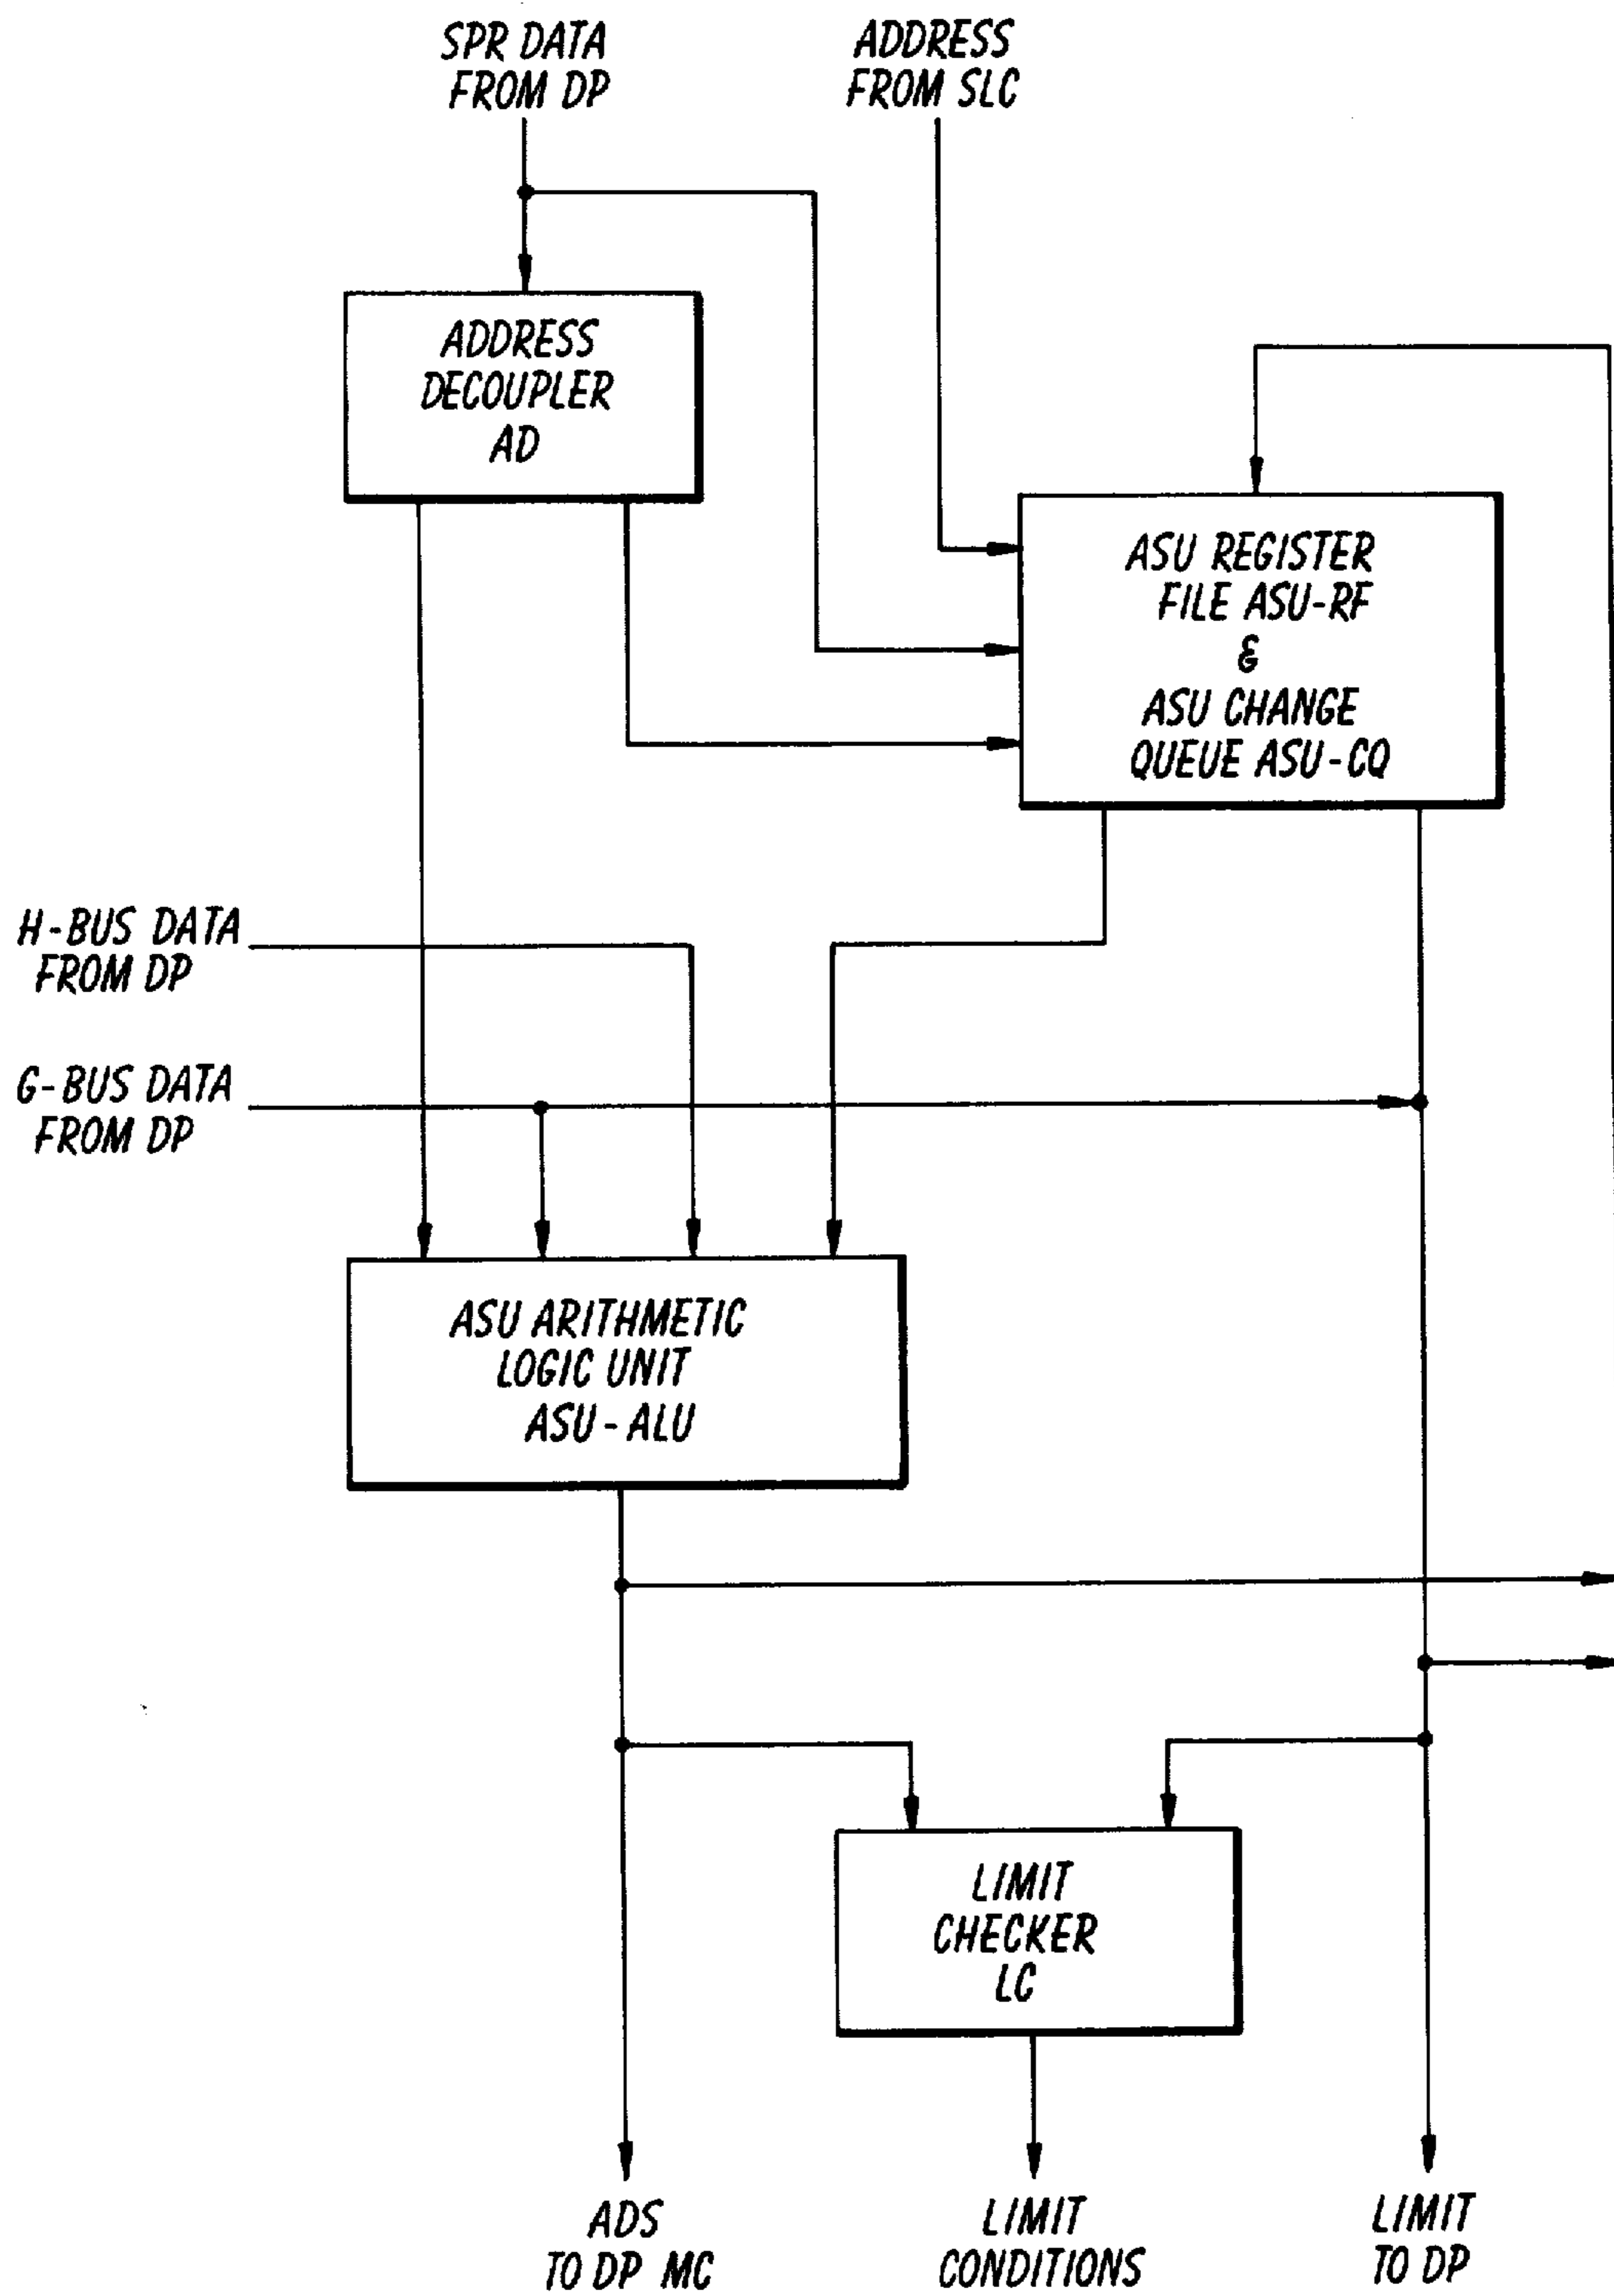 SPR DATA
FROM DP
ADDRESS
FROM SLC
ADDRESS
DECOUPLER
AD
ASU REGISTER
FILE ASU-RF
&
ASU CHANGE
QUEUE ASU-CQ
H-BUS DATA
FROM DP
G-BUS DATA
FROM DP
ASU ARITHMETIC
LOGIC UNIT
ASU-ALU
LIMIT
CHECKER
LC
ADS
TO DP MC
LIMIT
CONDITIONS
LIMIT
TO DP